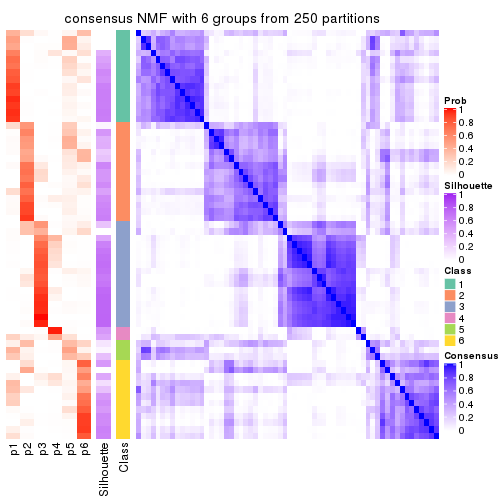 consensus NMF with 6 groups from 250 partitions
Prob
1
0.8
0.6
0.4
0.2
0
Silhouette
1
0.8
0.6
0.4
0.2
0
Class
1
2
3
4
5
6
Consensus
1
0.8
0.6
0.4
0.2
0
p1
p2
p3
p4
p5
p6
Silhouette
Class